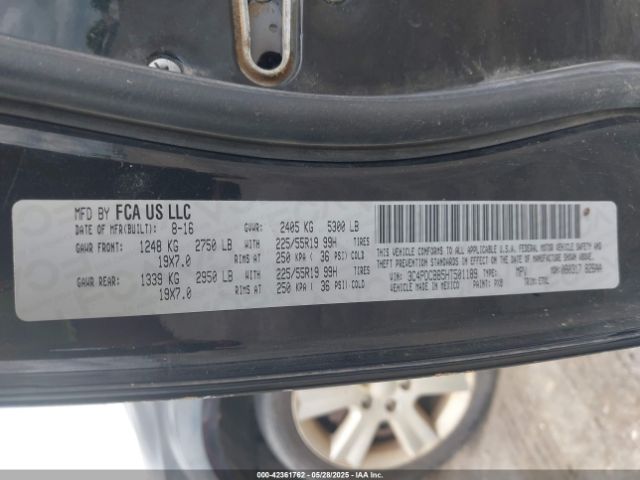 MFD BY FCA US LLC
DATE OF MFR(BUILT): 8-16 GVWR: 2405 KG 5300 LB
GAWR FRONT: 1248 KG 2750 LB WITH 225/55R19 99H TIRES
19X7.0 RIMS AT 250 KPA ( 36 PSI) COLD
GAWR REAR: 1339 KG 2950 LB WITH 225/55R19 99H TIRES
19X7.0 RIMS AT 250 KPA ( 36 PSI) COLD
THIS VEHICLE CONFORMS TO ALL APPLICABLE U.S.A. FEDERAL MOTOR VEHICLE SAFETY, BUMPER, AND
THEFT PREVENTION STANDARDS IN EFFECT ON THE DATE OF MANUFACTURE SHOWN ABOVE.
VIN: 3C4PDCBB5HT501189 TYPE: MPV
VEHICLE MADE IN MEXICO PAINT: PX8
00-42361762 - 05/28/2025 - © IAA, LLC